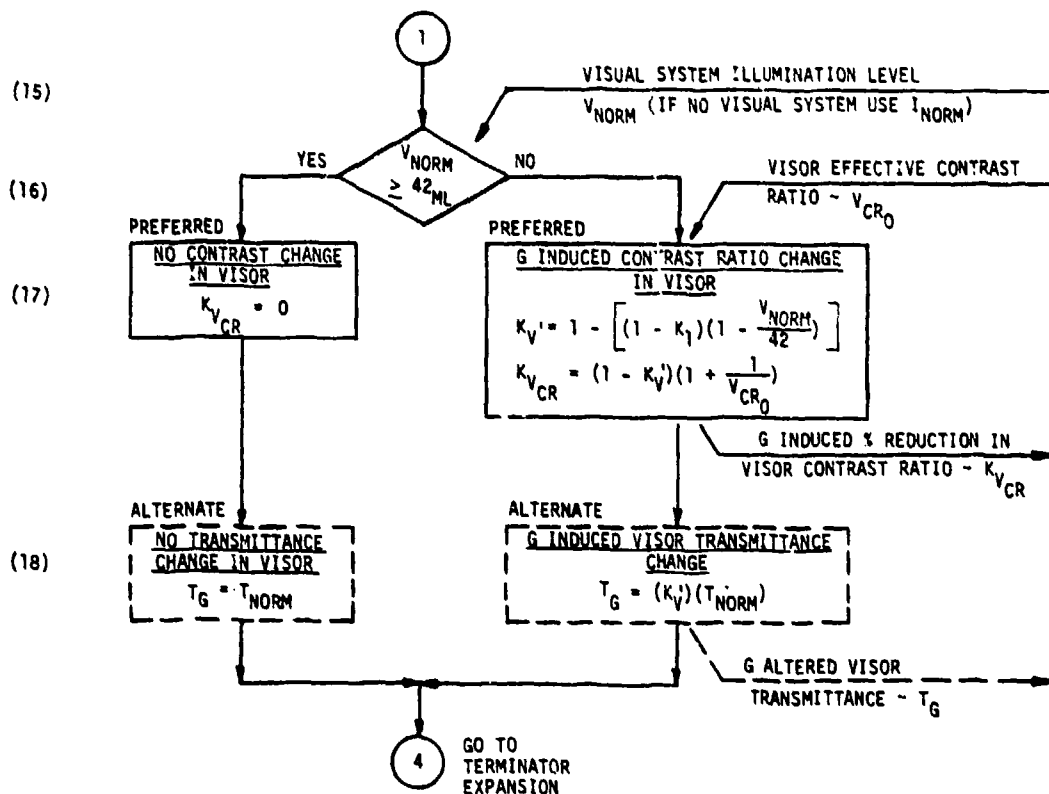 1
(15)
VISUAL SYSTEM ILLUMINATION LEVEL
V_NORM (IF NO VISUAL SYSTEM USE I_NORM)
YES
V_NORM
≥ 42_ML
NO
(16)
VISOR EFFECTIVE CONTRAST
RATIO ~ V_CR_O
PREFERRED
NO CONTRAST CHANGE
IN VISOR
K_V_CR = 0
PREFERRED
G INDUCED CONTRAST RATIO CHANGE
IN VISOR
(17)
K_V' = 1 - [(1 - K_1)(1 - V_NORM/42)]
K_V_CR = (1 - K_V')(1 + 1/V_CR_O)
G INDUCED % REDUCTION IN
VISOR CONTRAST RATIO ~ K_V_CR
ALTERNATE
NO TRANSMITTANCE
CHANGE IN VISOR
T_G = T_NORM
ALTERNATE
G INDUCED VISOR TRANSMITTANCE
CHANGE
T_G = (K_V')(T_NORM)
(18)
G ALTERED VISOR
TRANSMITTANCE ~ T_G
4
GO TO
TERMINATOR
EXPANSION